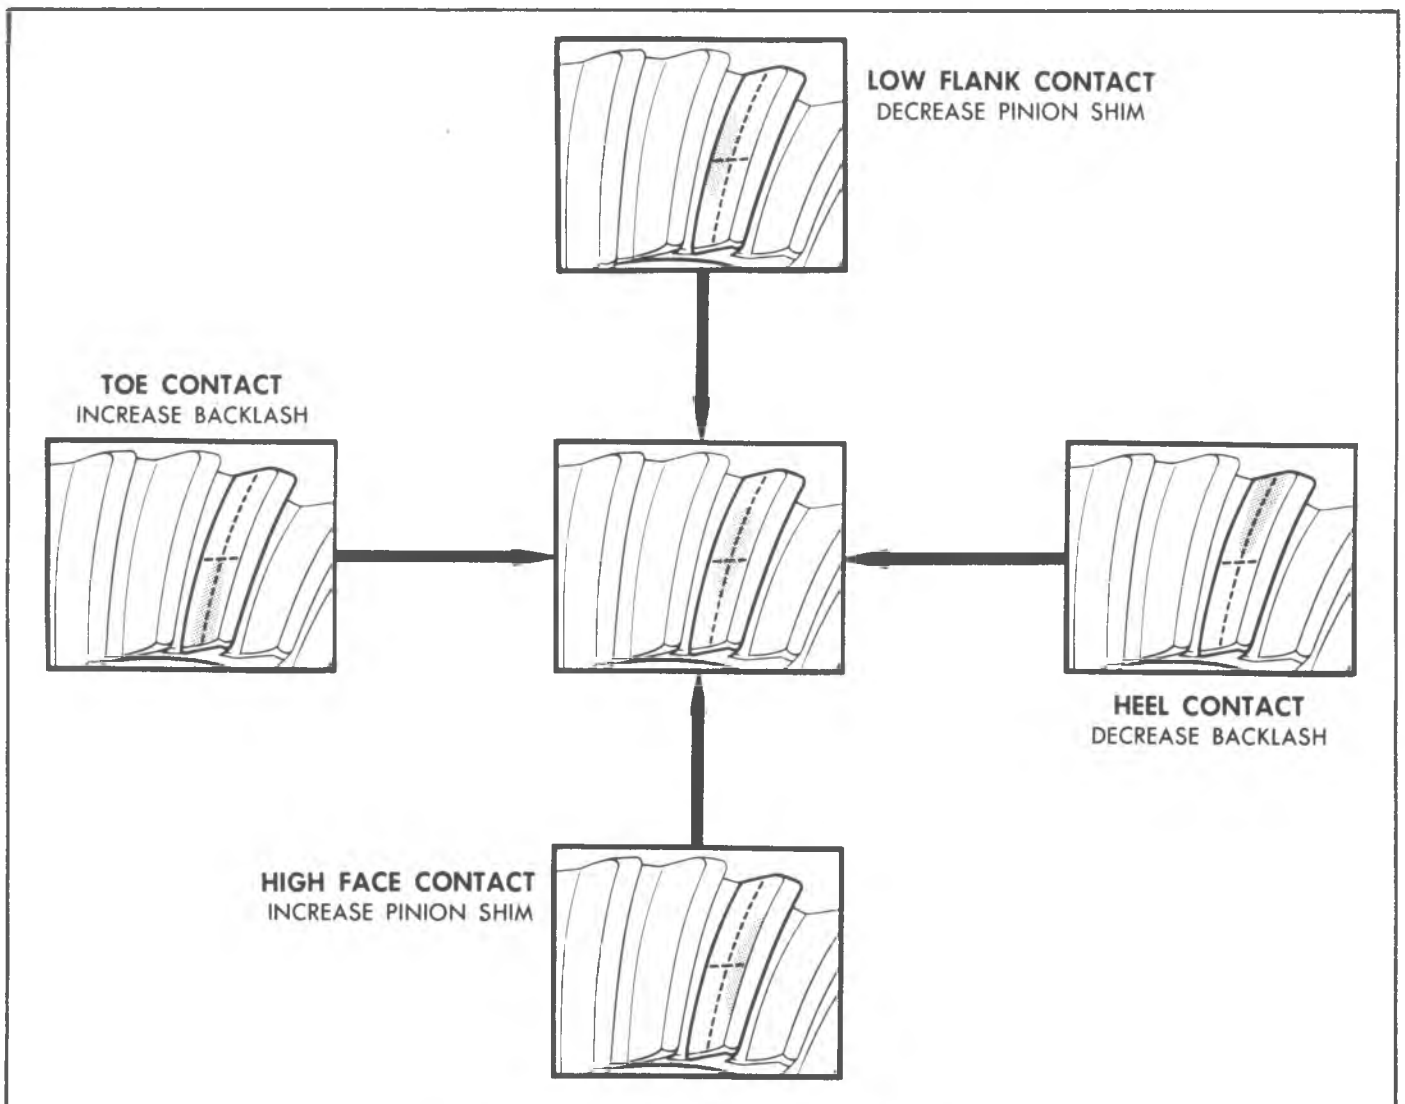 LOW FLANK CONTACT
DECREASE PINION SHIM
TOE CONTACT
INCREASE BACKLASH
HEEL CONTACT
DECREASE BACKLASH
HIGH FACE CONTACT
INCREASE PINION SHIM